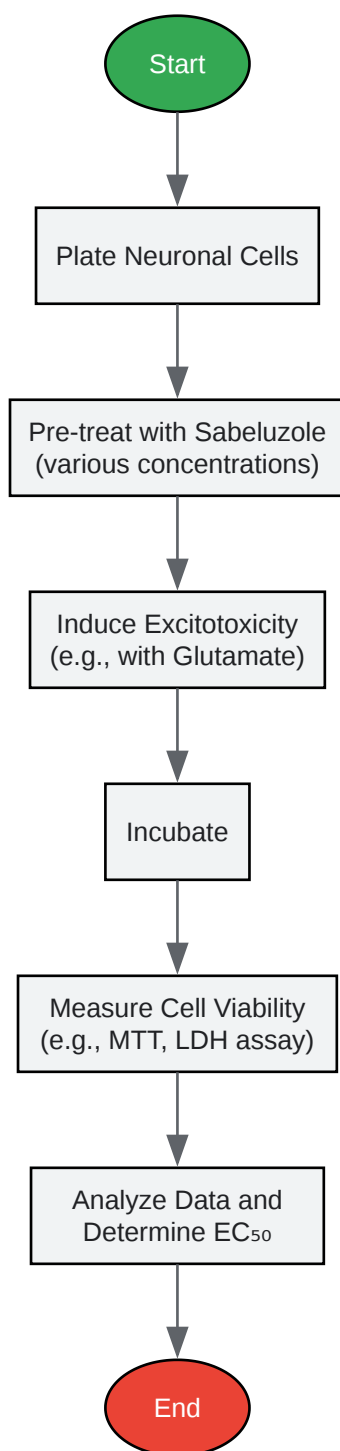 Start
Plate Neuronal Cells
Pre-treat with Sabeluzole
(various concentrations)
Induce Excitotoxicity
(e.g., with Glutamate)
Incubate
Measure Cell Viability
(e.g., MTT, LDH assay)
Analyze Data and
Determine EC₅₀
End